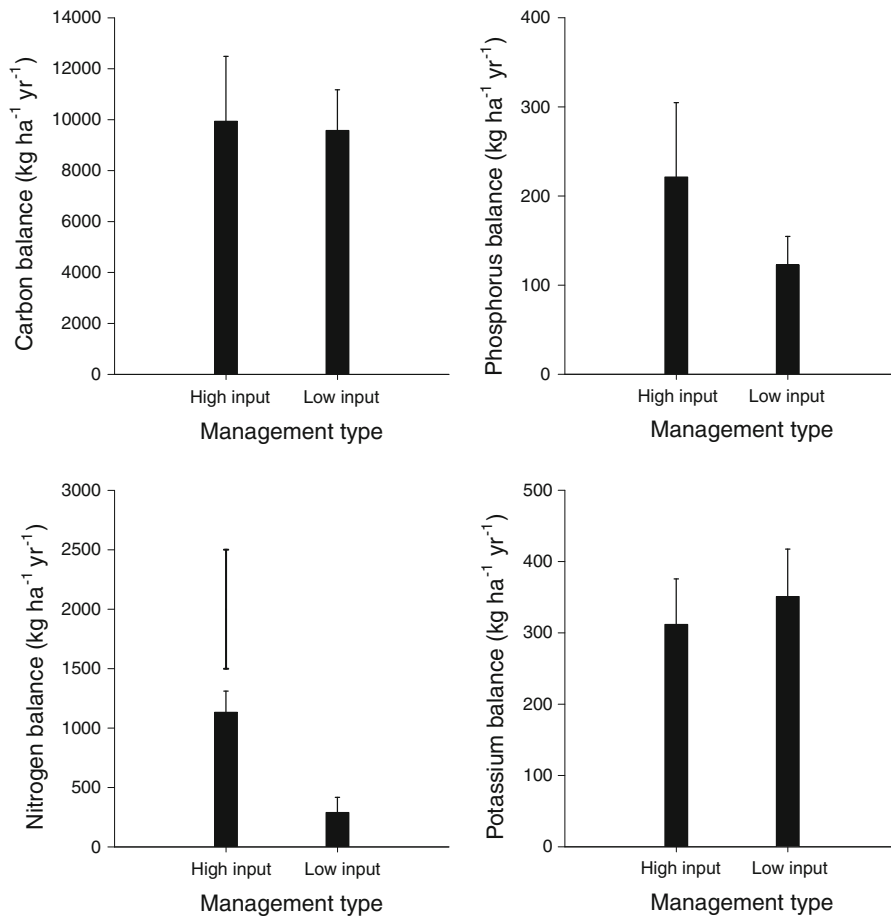 14000
12000
10000
8000
6000
4000
2000
0
Carbon balance (kg ha⁻¹ yr⁻¹)
High input Low input
Management type
400
300
200
100
0
Phosphorus balance (kg ha⁻¹ yr⁻¹)
High input Low input
Management type
3000
2500
2000
1500
1000
500
0
Nitrogen balance (kg ha⁻¹ yr⁻¹)
High input Low input
Management type
500
400
300
200
100
0
Potassium balance (kg ha⁻¹ yr⁻¹)
High input Low input
Management type